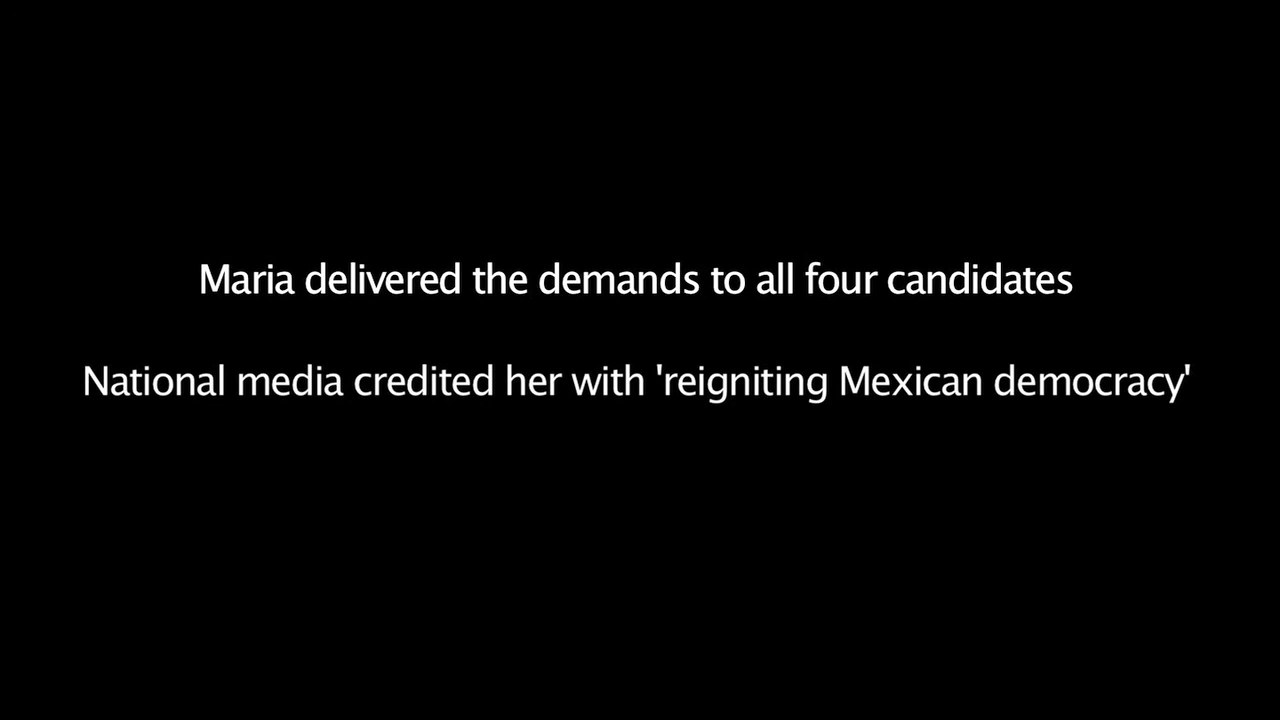 Maria delivered the demands to all four candidates
National media credited her with 'reigniting Mexican democracy'